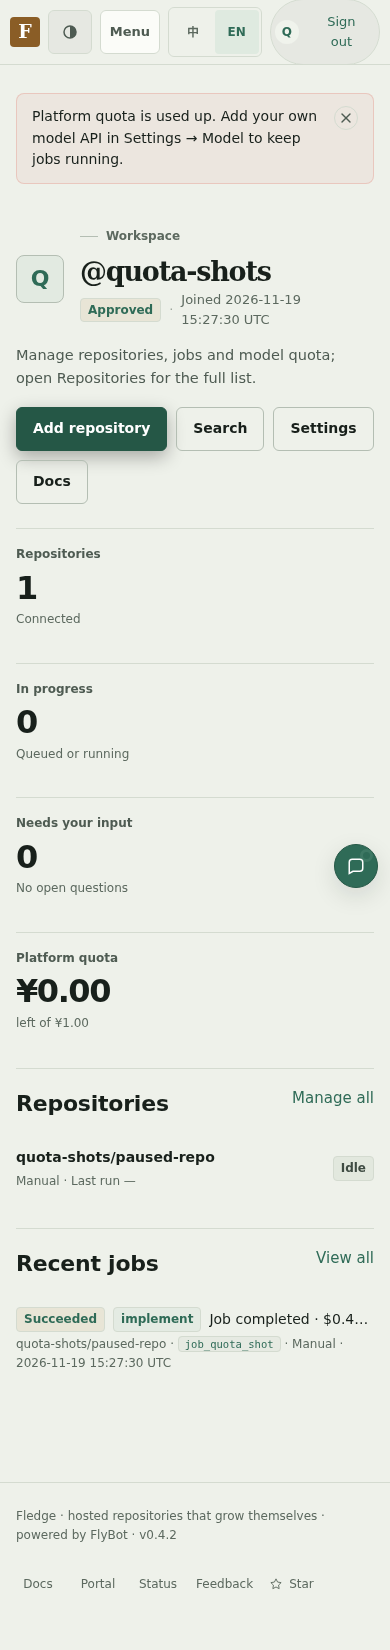 F Menu 中 EN Q Sign
out
Platform quota is used up. Add your own
model API in Settings → Model to keep
jobs running.
Workspace
Q @quota-shots
Approved · Joined 2026-11-19
15:27:30 UTC
Manage repositories, jobs and model quota;
open Repositories for the full list.
Add repository Search Settings
Docs
Repositories
1
Connected
In progress
0
Queued or running
Needs your input
0
No open questions
Platform quota
¥0.00
left of ¥1.00
Repositories Manage all
quota-shots/paused-repo
Idle
Manual · Last run —
Recent jobs View all
Succeeded implement Job completed · $0.4…
quota-shots/paused-repo · job_quota_shot · Manual ·
2026-11-19 15:27:30 UTC
Fledge · hosted repositories that grow themselves ·
powered by FlyBot · v0.4.2
Docs Portal Status Feedback Star